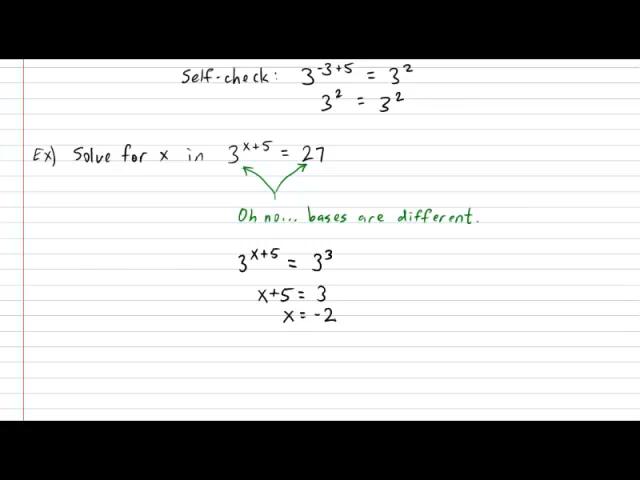 Self-check: 3^{-3+5} = 3^2
3^2 = 3^2
Ex) Solve for x in 3^{x+5} = 27
Oh no... bases are different.
3^{x+5} = 3^3
x+5 = 3
x = -2